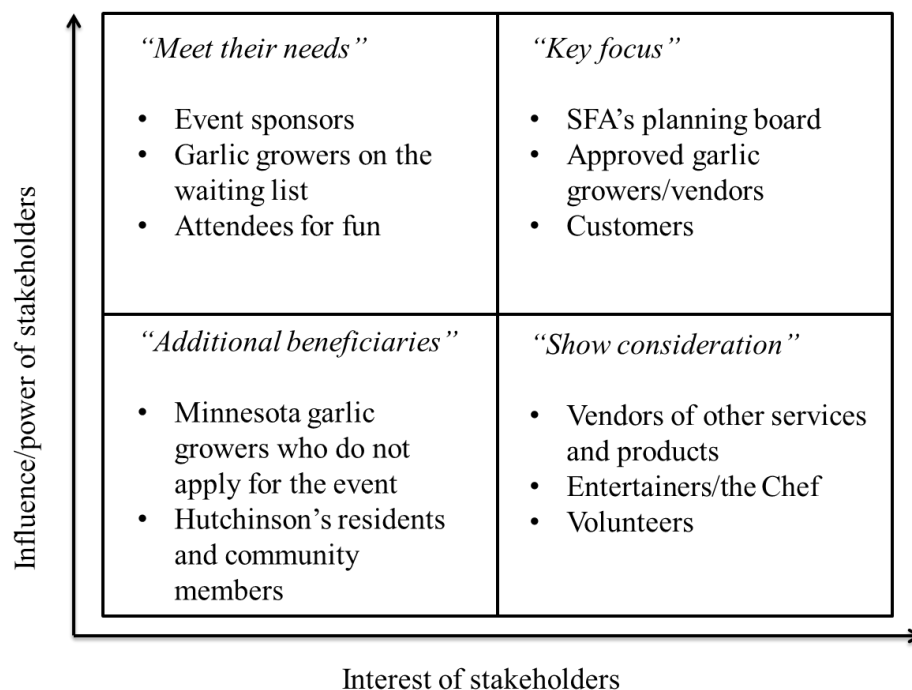 Influence/power of stakeholders
“Meet their needs”
• Event sponsors
• Garlic growers on the
waiting list
• Attendees for fun
“Key focus”
• SFA’s planning board
• Approved garlic
growers/vendors
• Customers
“Additional beneficiaries”
• Minnesota garlic
growers who do not
apply for the event
• Hutchinson’s residents
and community
members
“Show consideration”
• Vendors of other services
and products
• Entertainers/the Chef
• Volunteers
Interest of stakeholders